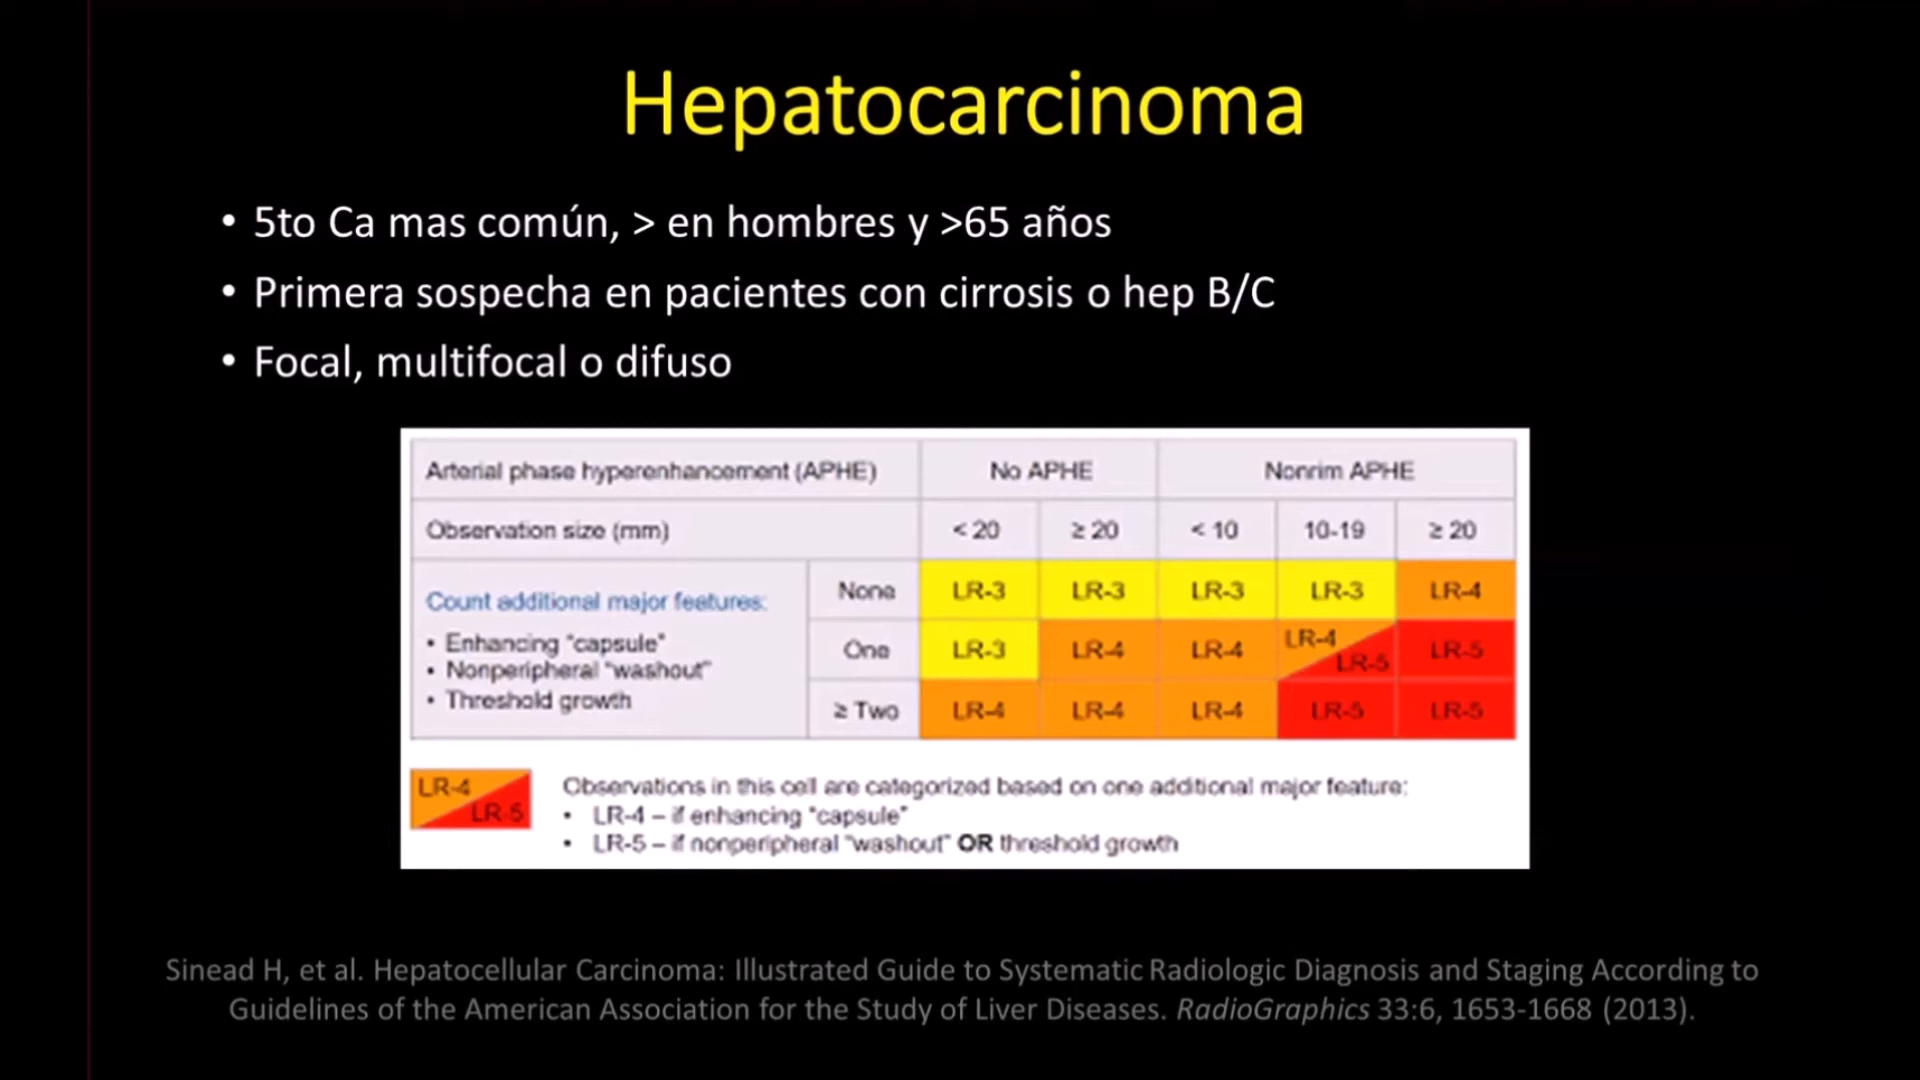 Hepatocarcinoma
• 5to Ca mas común, > en hombres y >65 años
• Primera sospecha en pacientes con cirrosis o hep B/C
• Focal, multifocal o difuso
Arterial phase hyperenhancement (APHE) No APHE Nonrim APHE
Observation size (mm) < 20 ≥ 20 < 10 10-19 ≥ 20
Count additional major features:
• Enhancing "capsule"
• Nonperipheral "washout"
• Threshold growth
None LR-3 LR-3 LR-3 LR-3 LR-4
One LR-3 LR-4 LR-4 LR-4 LR-5 LR-5
≥ Two LR-4 LR-4 LR-4 LR-5 LR-5
LR-4 LR-5
Observations in this cell are categorized based on one additional major feature:
• LR-4 – if enhancing "capsule"
• LR-5 – if nonperipheral "washout" OR threshold growth
Sinead H, et al. Hepatocellular Carcinoma: Illustrated Guide to Systematic Radiologic Diagnosis and Staging According to
Guidelines of the American Association for the Study of Liver Diseases. RadioGraphics 33:6, 1653-1668 (2013).